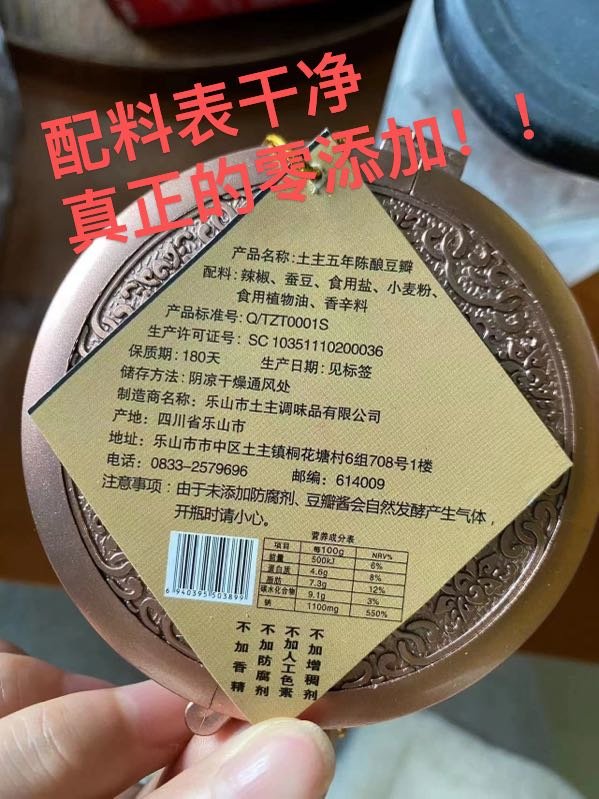 配料表干净
真正的零添加！！
产品名称:土主五年陈酿豆瓣
配料:辣椒、蚕豆、食用盐、小麦粉、
食用植物油、香辛料
产品标准号:Q/TZT0001S
生产许可证号: SC 10351110200036
保质期: 180天 生产日期:见标签
储存方法: 阴凉干燥通风处
制造商名称: 乐山市土主调味品有限公司
产地: 四川省乐山市
地址: 乐山市市中区土主镇桐花塘村6组708号1楼
电话: 0833-2579696 邮编: 614009
注意事项: 由于未添加防腐剂、豆瓣酱会自然发酵产生气体,
开瓶时请小心。
营养成分表
项目 每100g NRV%
能量 500kJ 6%
蛋白质 4.6g 8%
脂肪 7.3g 12%
碳水化合物 9.1g 3%
钠 1100mg 550%
6 940395 503899
不加增稠剂
不加人工色素
不加防腐剂
不加香精